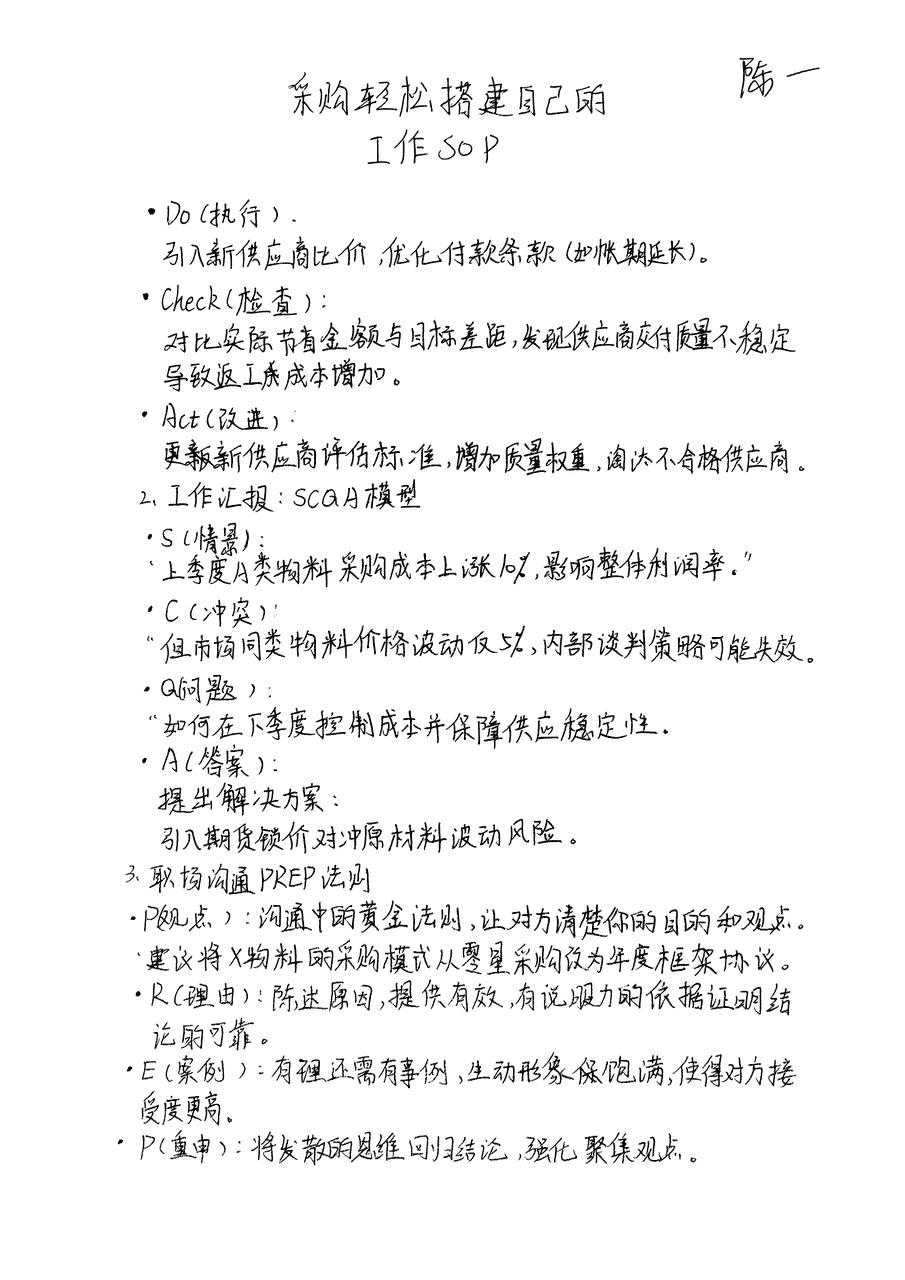 陈一
采购轻松搭建自己的
工作SOP
·Do(执行).
引入新供应商比价,优化付款条款(如帐期延长)。
·Check(检查):
对比实际节省金额与目标差距,发现供应商交付质量不稳定
导致返工成本增加。
·Act(改进):
更新供应商评估标准,增加质量权重,淘汰不合格供应商。
2、工作汇报:SCQA模型
·S(情景):
"上季度A类物料采购成本上涨10%,影响整体利润率。"
·C(冲突):
"但市场同类物料价格波动仅5%,内部谈判策略可能失效。
·Q(问题):
"如何在下季度控制成本并保障供应稳定性.
·A(答案):
提出解决方案:
引入期货锁价对冲原材料波动风险。
3、职场沟通PREP法则
·P(观点):沟通中的黄金法则,让对方清楚你的目的和观点。
建议将X物料的采购模式从零星采购改为年度框架协议。
·R(理由):陈述原因,提供有效,有说服力的依据证明结
论的可靠。
·E(案例):有理还需有事例,生动形象饱满,使得对方接
受度更高。
·P(重申):将发散的思维回归结论,强化聚集观点。